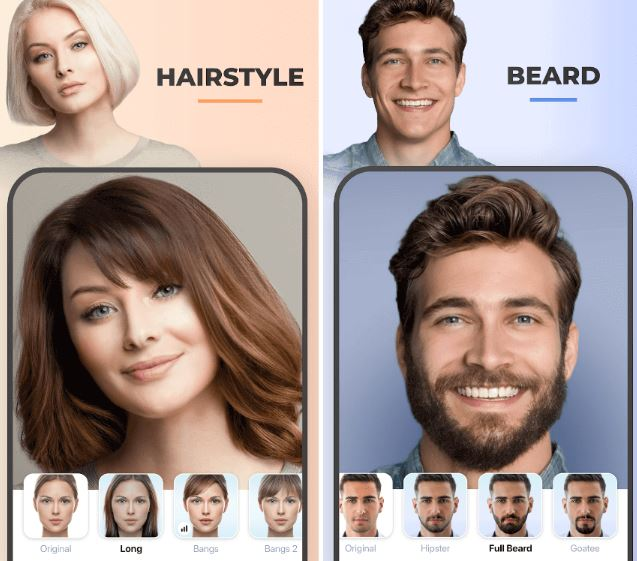 HAIRSTYLE
Original
Long
Bangs
Bangs 2
BEARD
Original
Hipster
Full Beard
Goatee